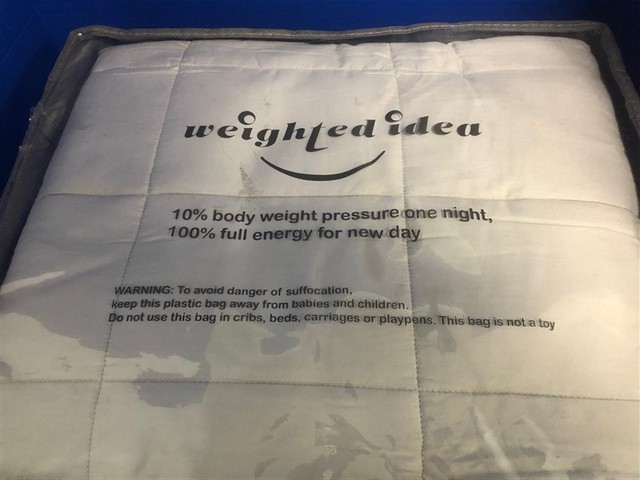 weighted idea
10% body weight pressure one night,
100% full energy for new day
WARNING: To avoid danger of suffocation,
keep this plastic bag away from babies and children.
Do not use this bag in cribs, beds, carriages or playpens. This bag is not a toy